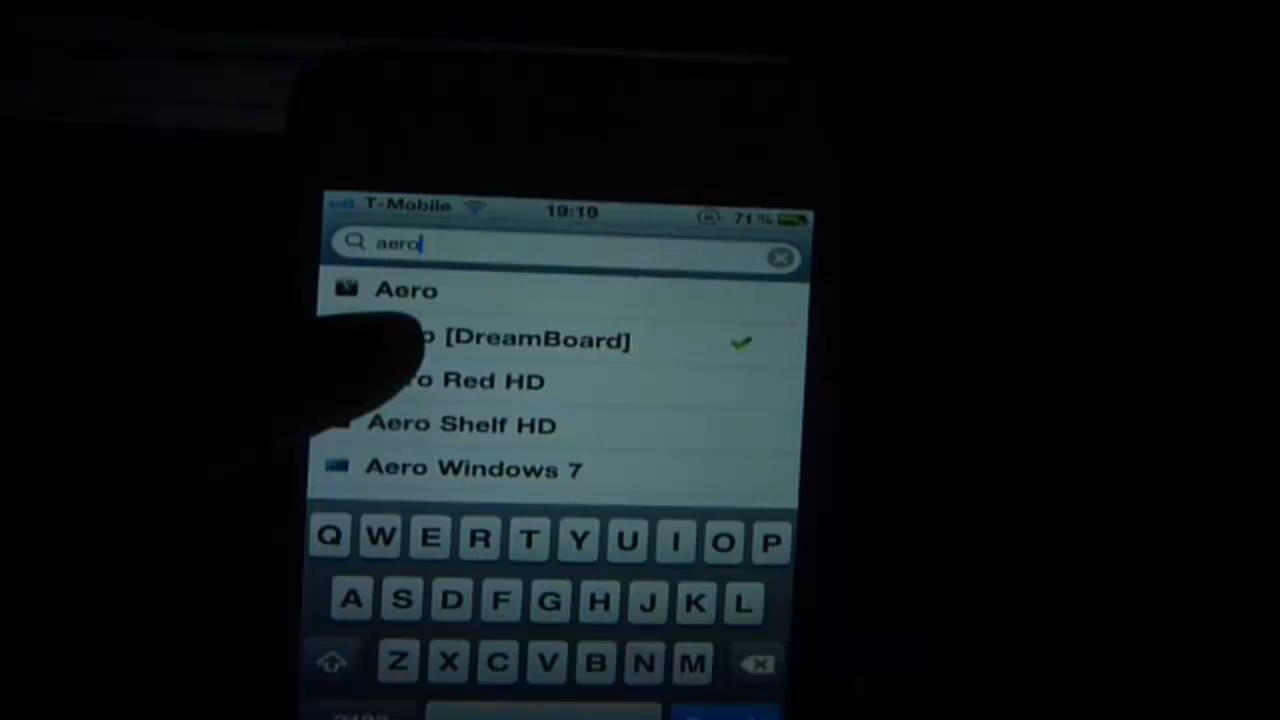 T-Mobile 19:19 71%
aero
Aero
[DreamBoard]
Red HD
Aero Shelf HD
Aero Windows 7
Q W E R T Y U I O P
A S D F G H J K L
Z X C V B N M